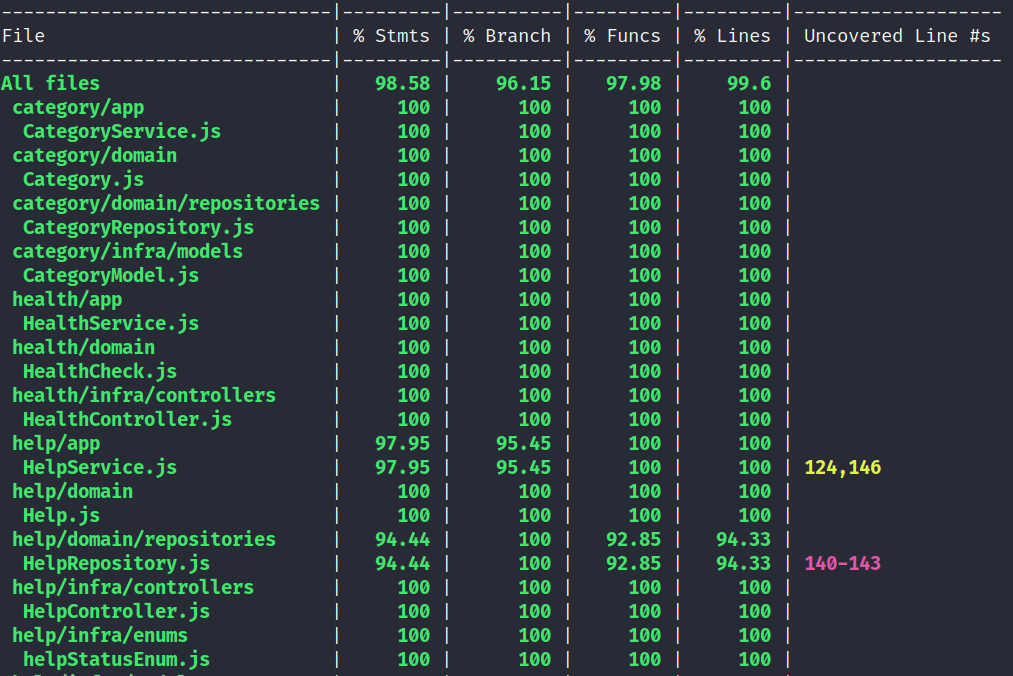 -----------------------------|---------|----------|---------|---------|-------------------
File | % Stmts | % Branch | % Funcs | % Lines | Uncovered Line #s
-----------------------------|---------|----------|---------|---------|-------------------
All files | 98.58 | 96.15 | 97.98 | 99.6 |
category/app | 100 | 100 | 100 | 100 |
CategoryService.js | 100 | 100 | 100 | 100 |
category/domain | 100 | 100 | 100 | 100 |
Category.js | 100 | 100 | 100 | 100 |
category/domain/repositories | 100 | 100 | 100 | 100 |
CategoryRepository.js | 100 | 100 | 100 | 100 |
category/infra/models | 100 | 100 | 100 | 100 |
CategoryModel.js | 100 | 100 | 100 | 100 |
health/app | 100 | 100 | 100 | 100 |
HealthService.js | 100 | 100 | 100 | 100 |
health/domain | 100 | 100 | 100 | 100 |
HealthCheck.js | 100 | 100 | 100 | 100 |
health/infra/controllers | 100 | 100 | 100 | 100 |
HealthController.js | 100 | 100 | 100 | 100 |
help/app | 97.95 | 95.45 | 100 | 100 |
HelpService.js | 97.95 | 95.45 | 100 | 100 | 124,146
help/domain | 100 | 100 | 100 | 100 |
Help.js | 100 | 100 | 100 | 100 |
help/domain/repositories | 94.44 | 100 | 92.85 | 94.33 |
HelpRepository.js | 94.44 | 100 | 92.85 | 94.33 | 140-143
help/infra/controllers | 100 | 100 | 100 | 100 |
HelpController.js | 100 | 100 | 100 | 100 |
help/infra/enums | 100 | 100 | 100 | 100 |
helpStatusEnum.js | 100 | 100 | 100 | 100 |